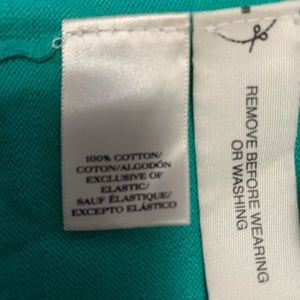 100% COTTON/
COTON/ALGODÓN
EXCLUSIVE OF
ELASTIC/
SAUF ÉLASTIQUE/
EXCEPTO ELÁSTICO
REMOVE BEFORE WEARING
OR WASHING